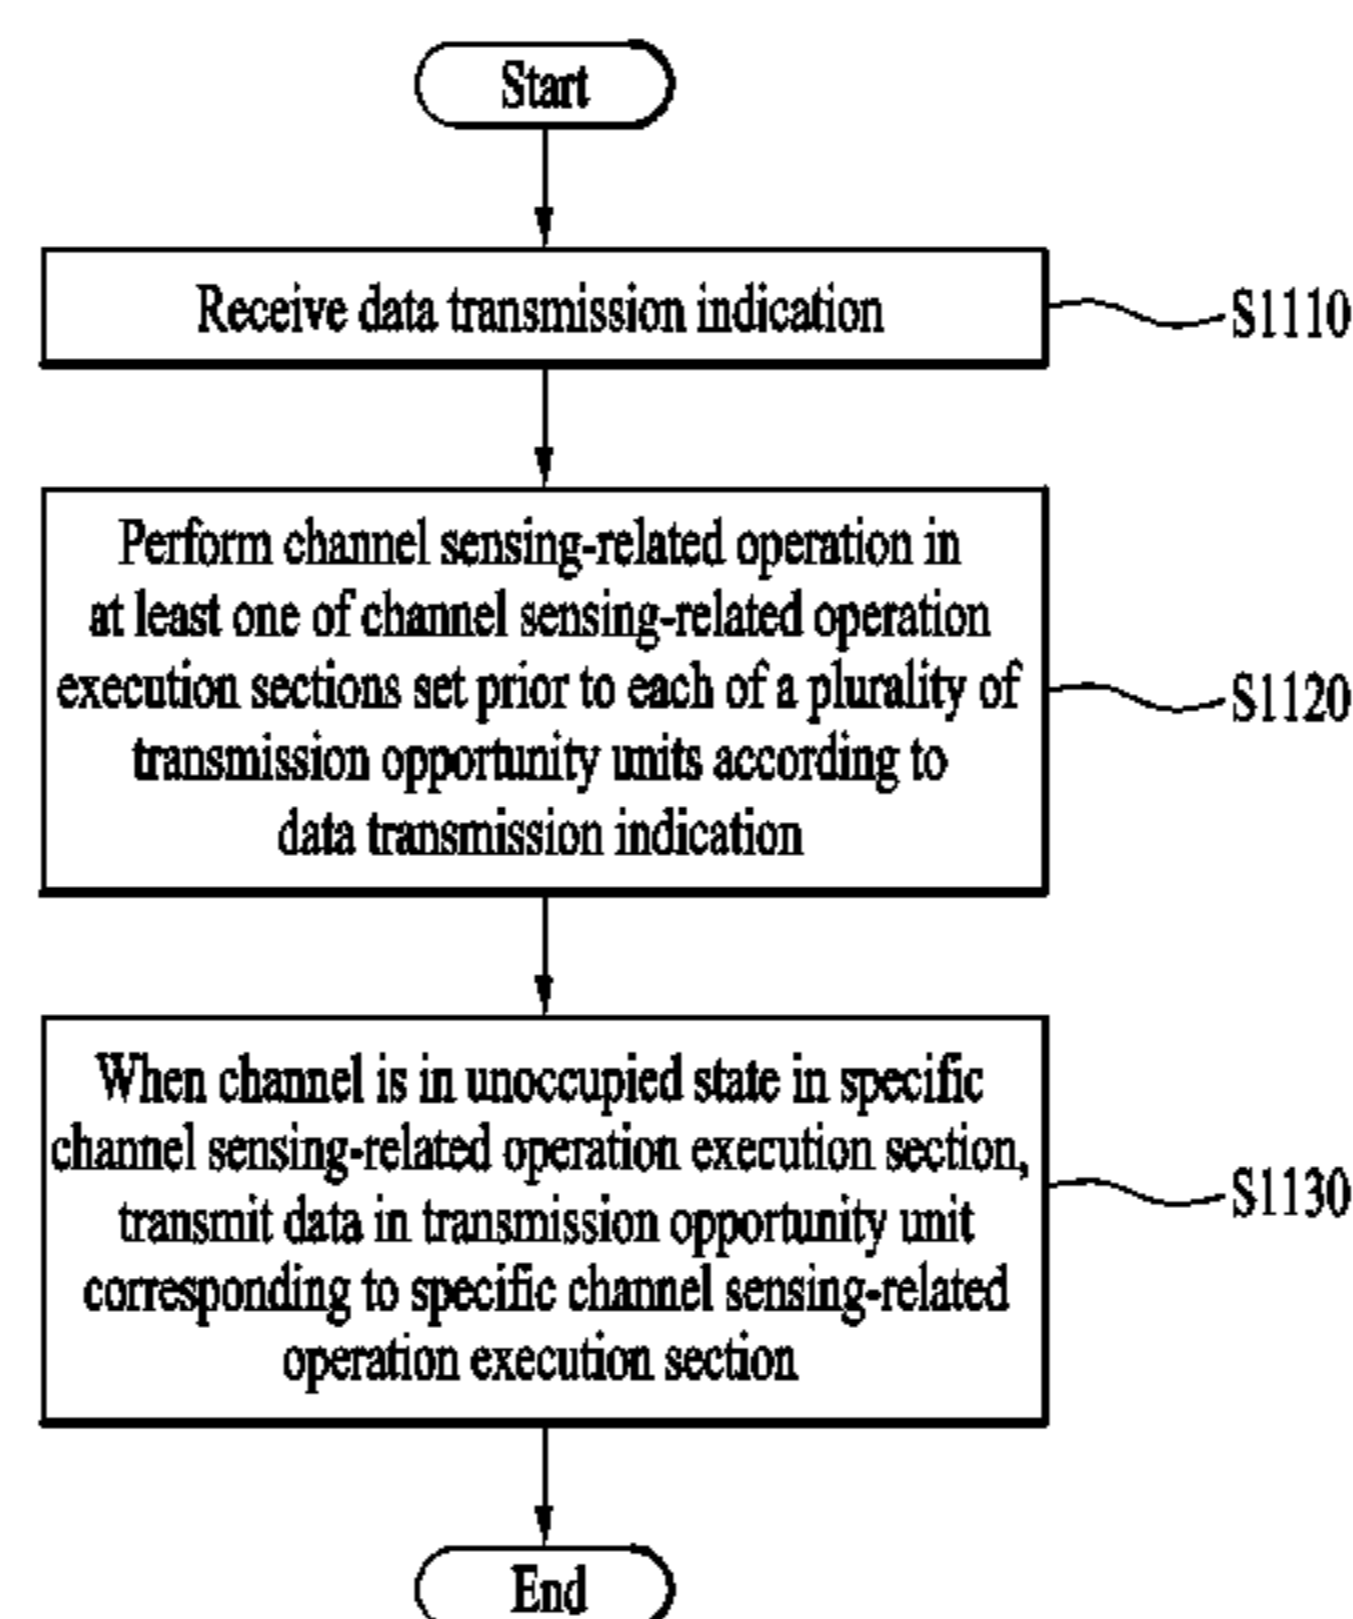 Start
Receive data transmission indication
S1110
Perform channel sensing-related operation in
at least one of channel sensing-related operation
execution sections set prior to each of a plurality of
transmission opportunity units according to
data transmission indication
S1120
When channel is in unoccupied state in specific
channel sensing-related operation execution section,
transmit data in transmission opportunity unit
corresponding to specific channel sensing-related
operation execution section
S1130
End